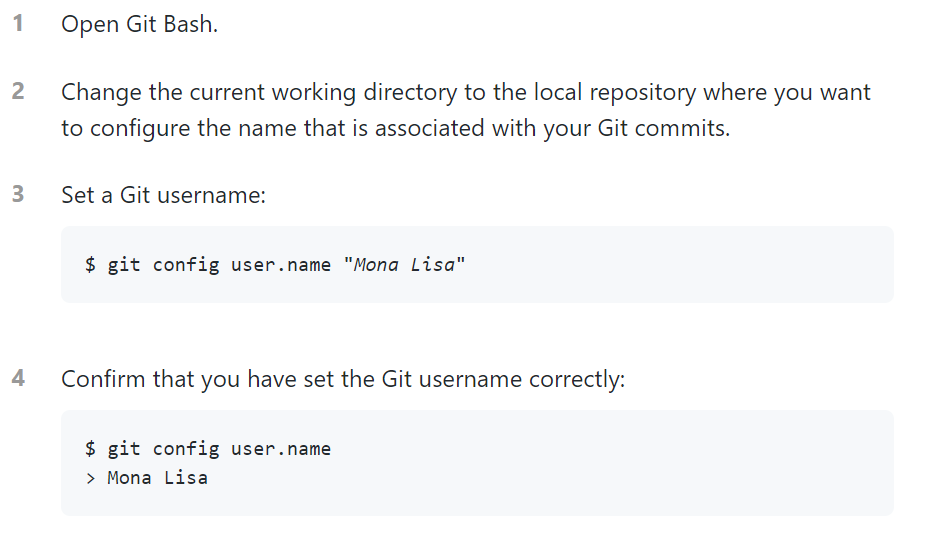 1 Open Git Bash.
2 Change the current working directory to the local repository where you want
to configure the name that is associated with your Git commits.
3 Set a Git username:
$ git config user.name "Mona Lisa"
4 Confirm that you have set the Git username correctly:
$ git config user.name
> Mona Lisa